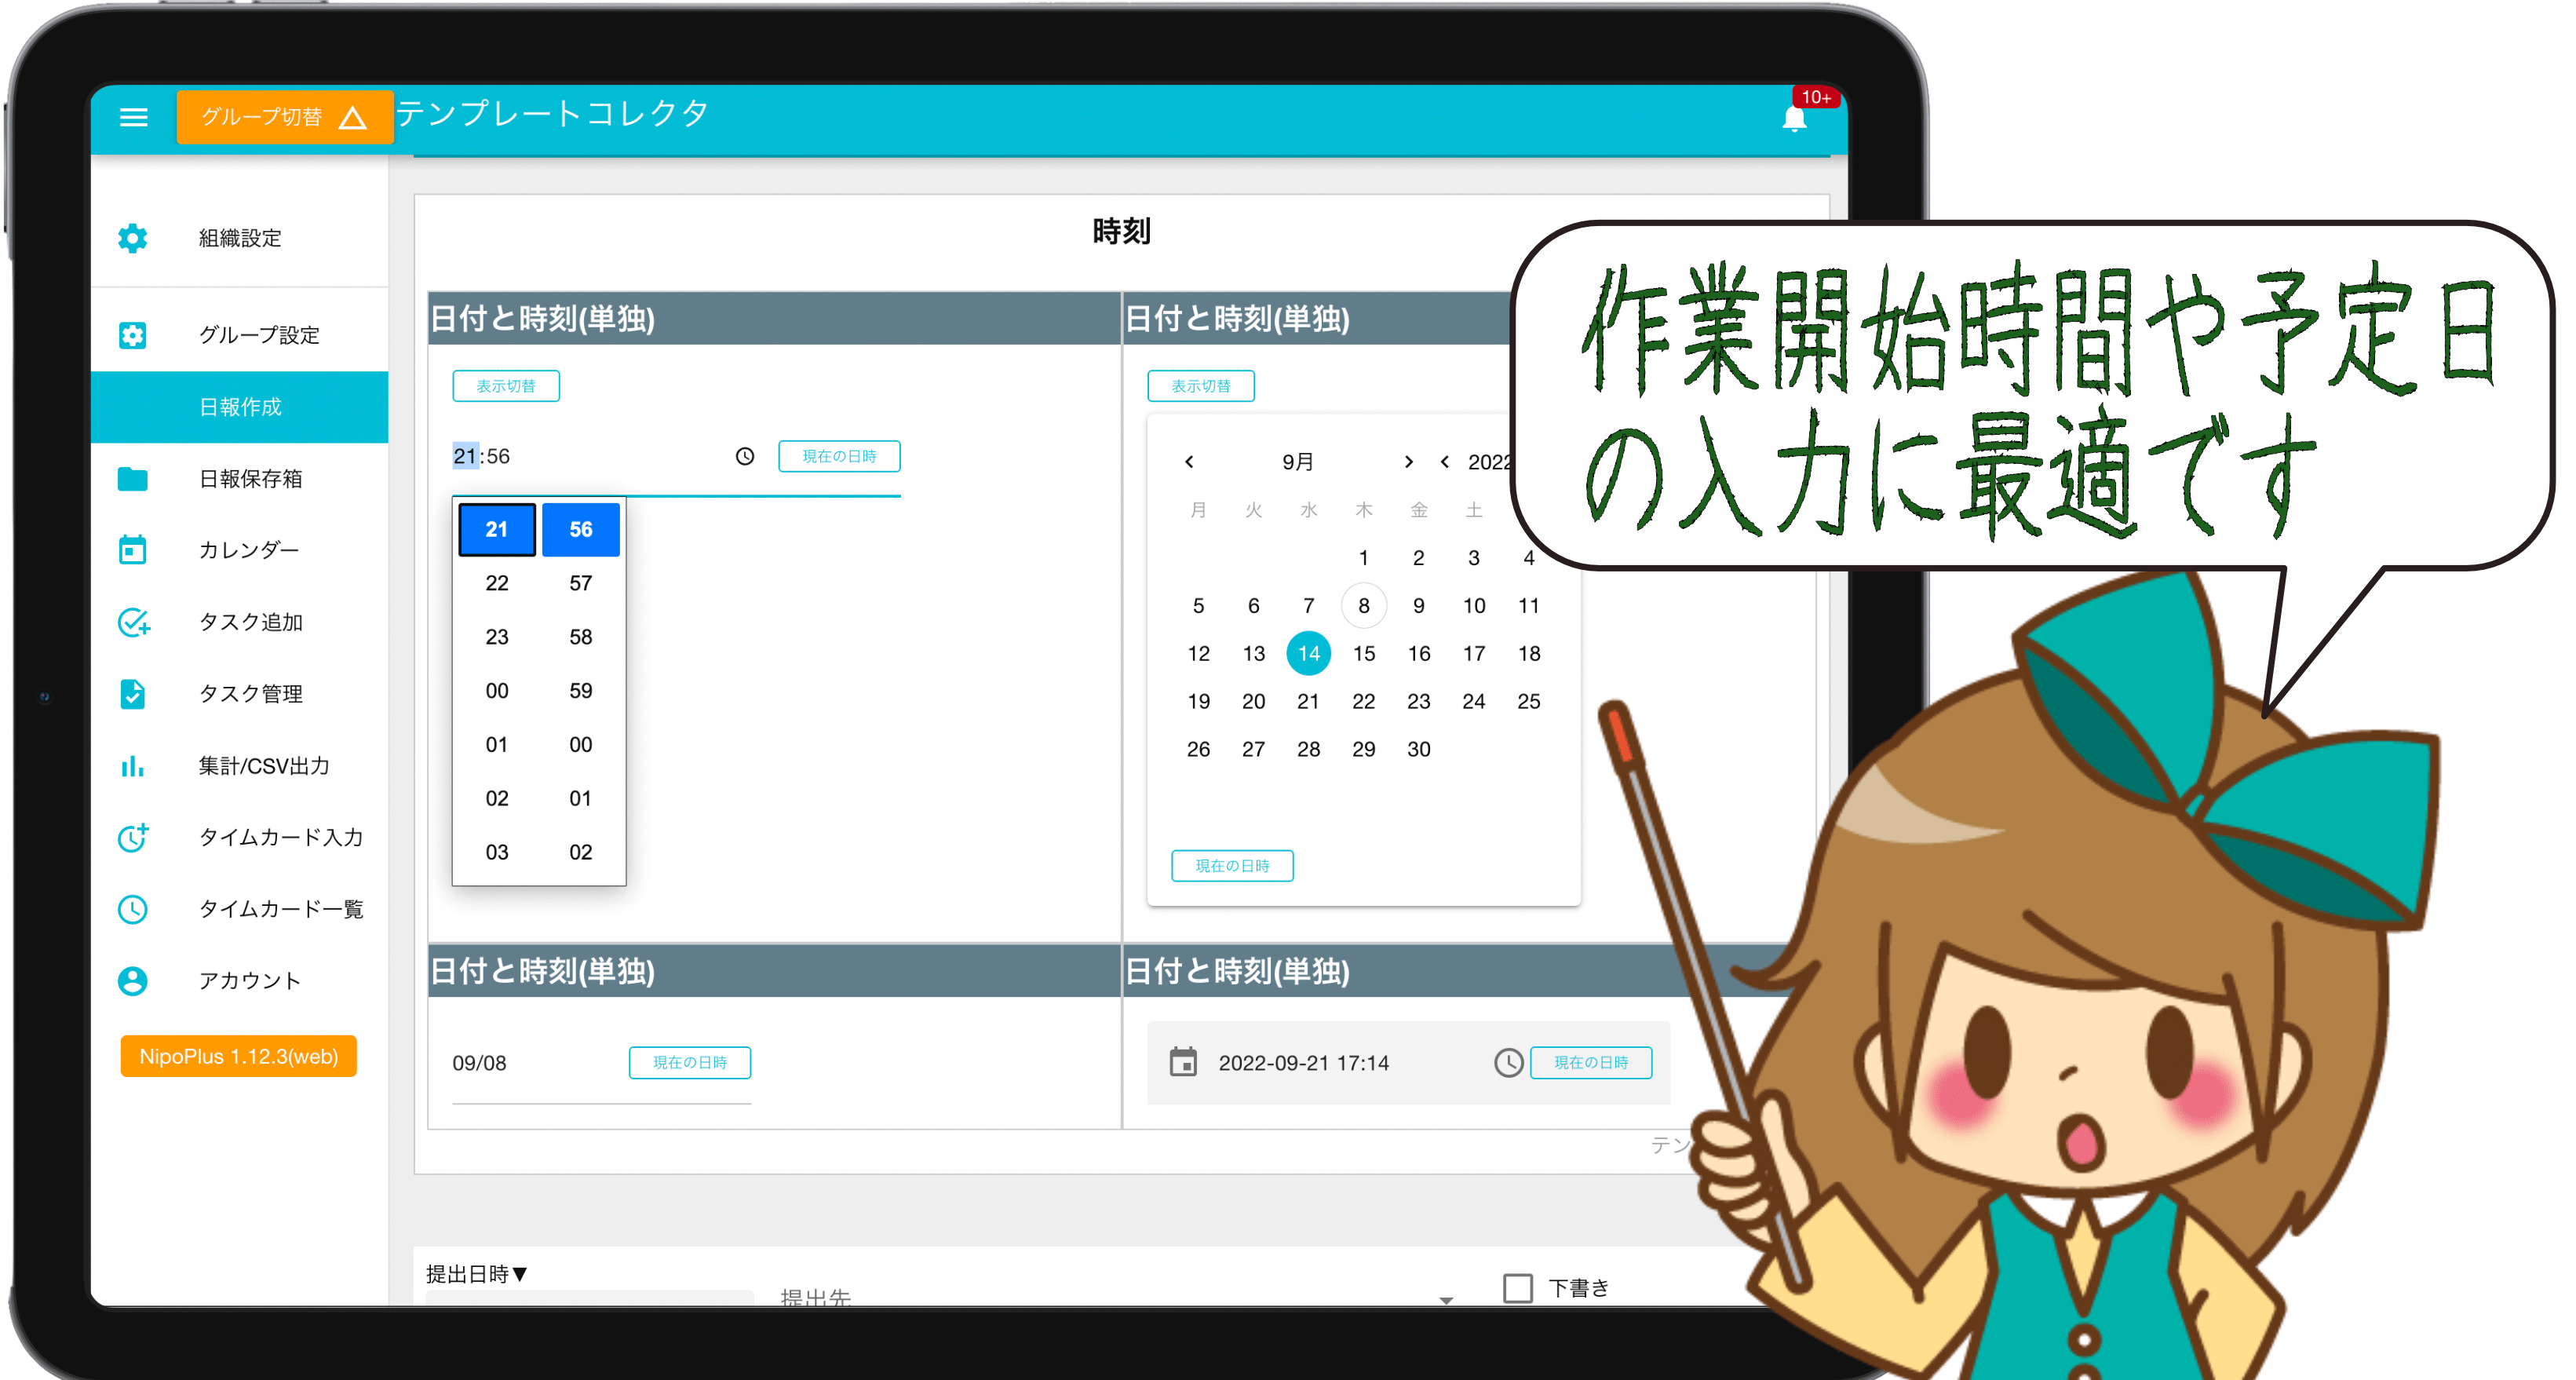 グループ切替
テンプレートコレクタ
10+
組織設定
グループ設定
日報作成
日報保存箱
カレンダー
タスク追加
タスク管理
集計/CSV出力
タイムカード入力
タイムカード一覧
アカウント
NipoPlus 1.12.3(web)
時刻
日付と時刻(単独)
表示切替
21:56
現在の日時
21 56
22 57
23 58
00 59
01 00
02 01
03 02
日付と時刻(単独)
表示切替
9月 2022
月 火 水 木 金 土
1 2 3 4
5 6 7 8 9 10 11
12 13 14 15 16 17 18
19 20 21 22 23 24 25
26 27 28 29 30
現在の日時
日付と時刻(単独)
09/08
現在の日時
日付と時刻(単独)
2022-09-21 17:14
現在の日時
テン
提出日時▼
提出先
下書き
作業開始時間や予定日
の入力に最適です